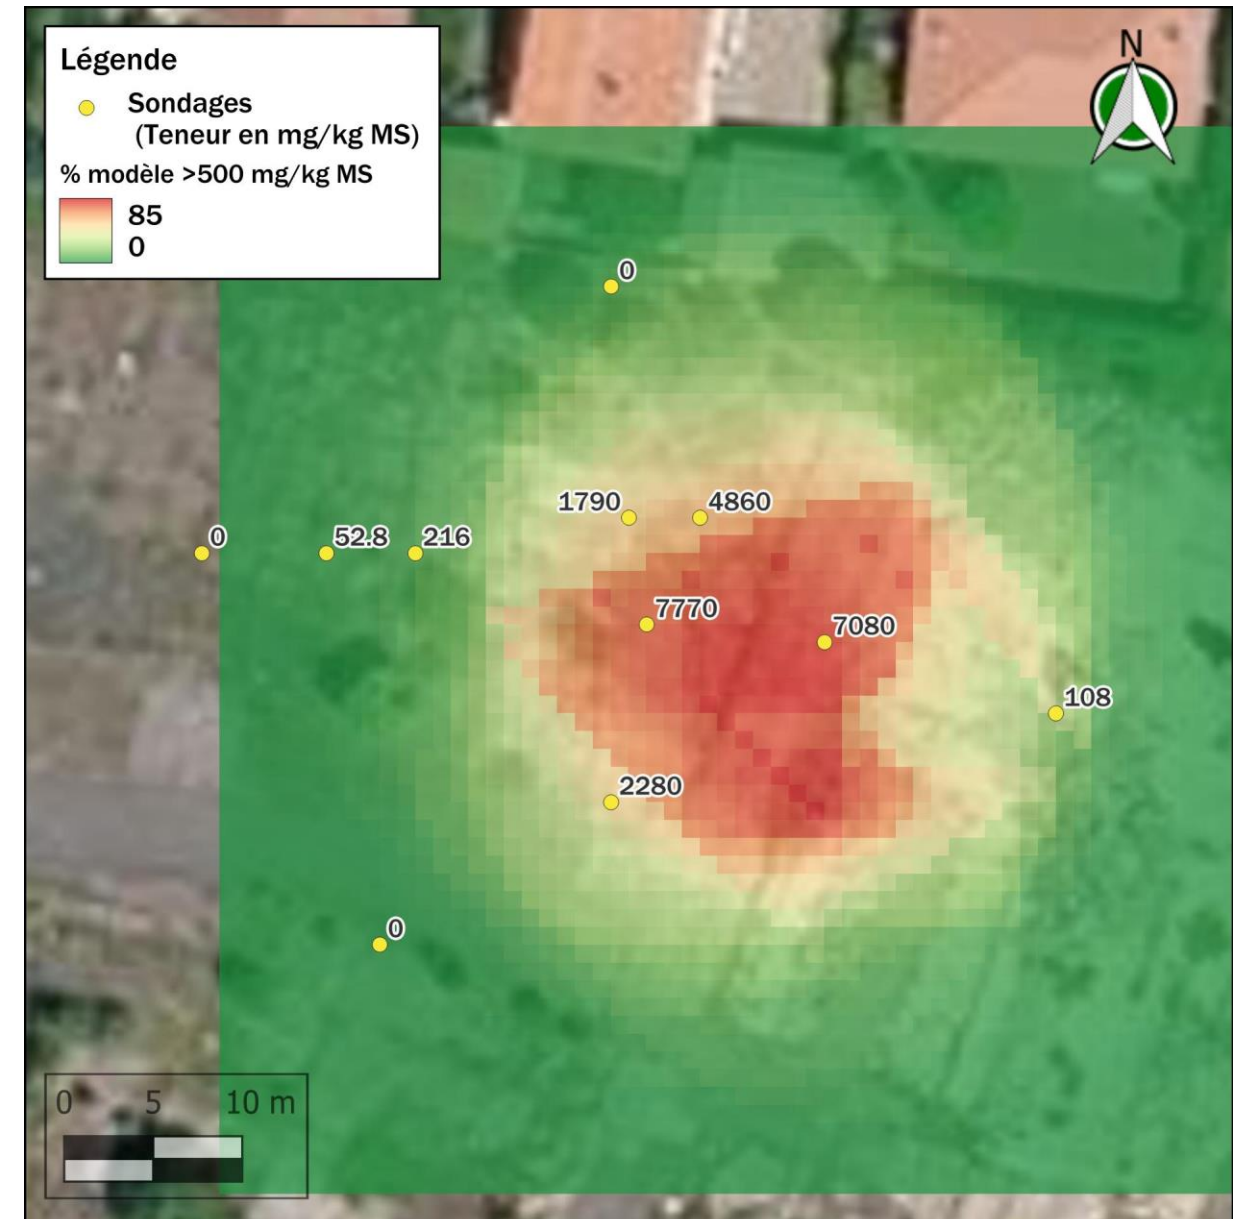 Légende
Sondages
(Teneur en mg/kg MS)
% modèle >500 mg/kg MS
85
0
N
0
1790
4860
0
52.8
216
7770
7080
108
2280
0
0 5 10 m